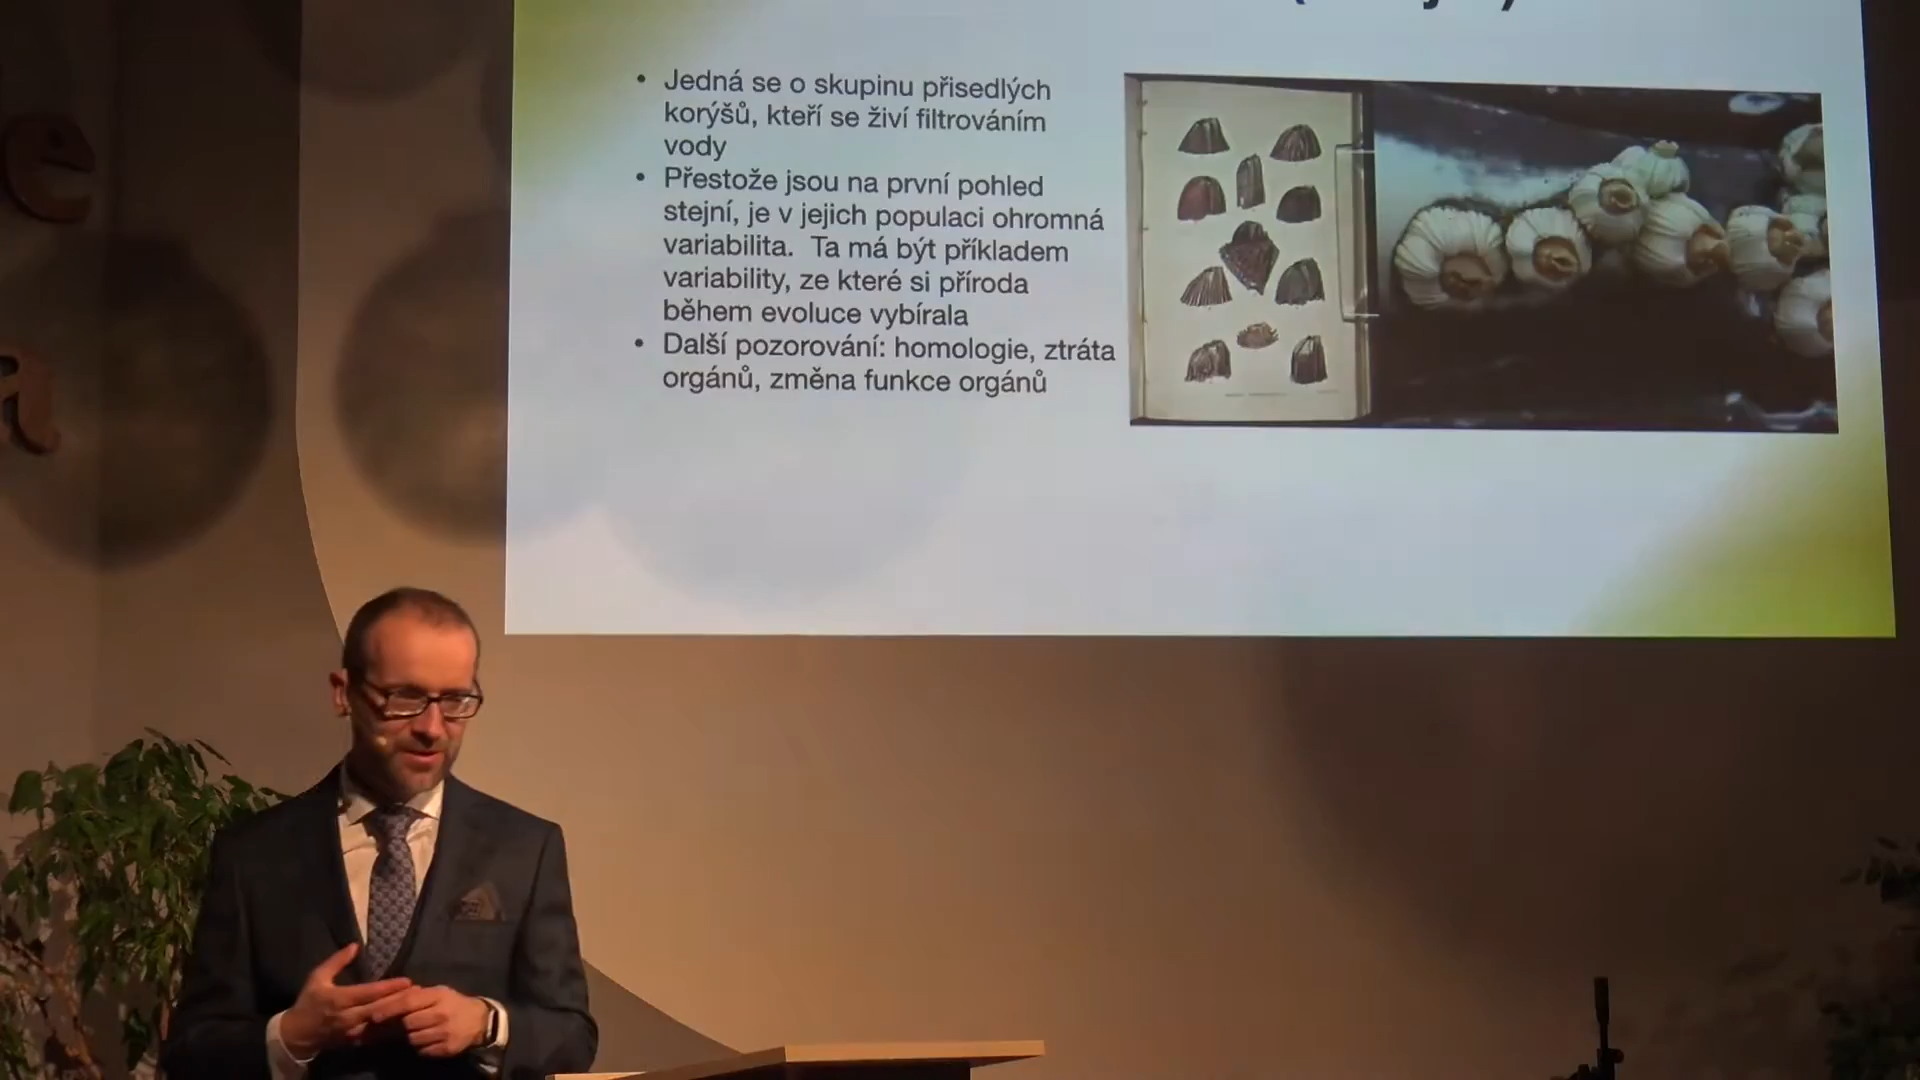 Jedná se o skupinu přisedlých
korýšů, kteří se živí filtrováním
vody
Přestože jsou na první pohled
stejní, je v jejich populaci ohromná
variabilita. Ta má být příkladem
variability, ze které si příroda
během evoluce vybírala
Další pozorování: homologie, ztráta
orgánů, změna funkce orgánů